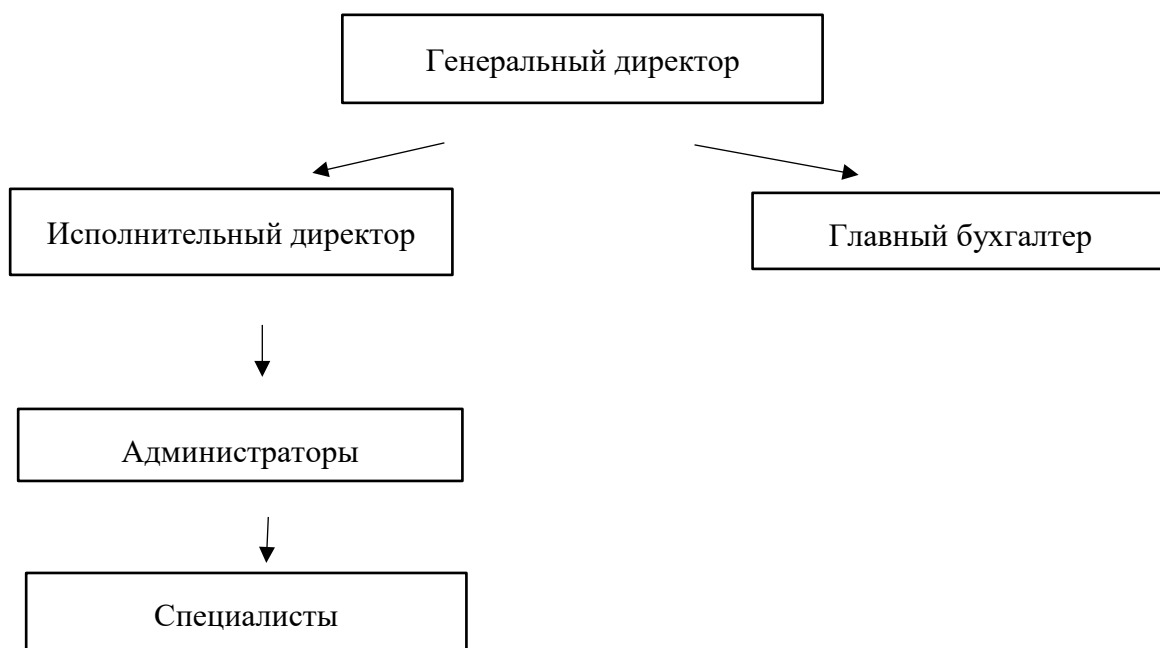 Генеральный директор
Исполнительный директор
Главный бухгалтер
Администраторы
Специалисты